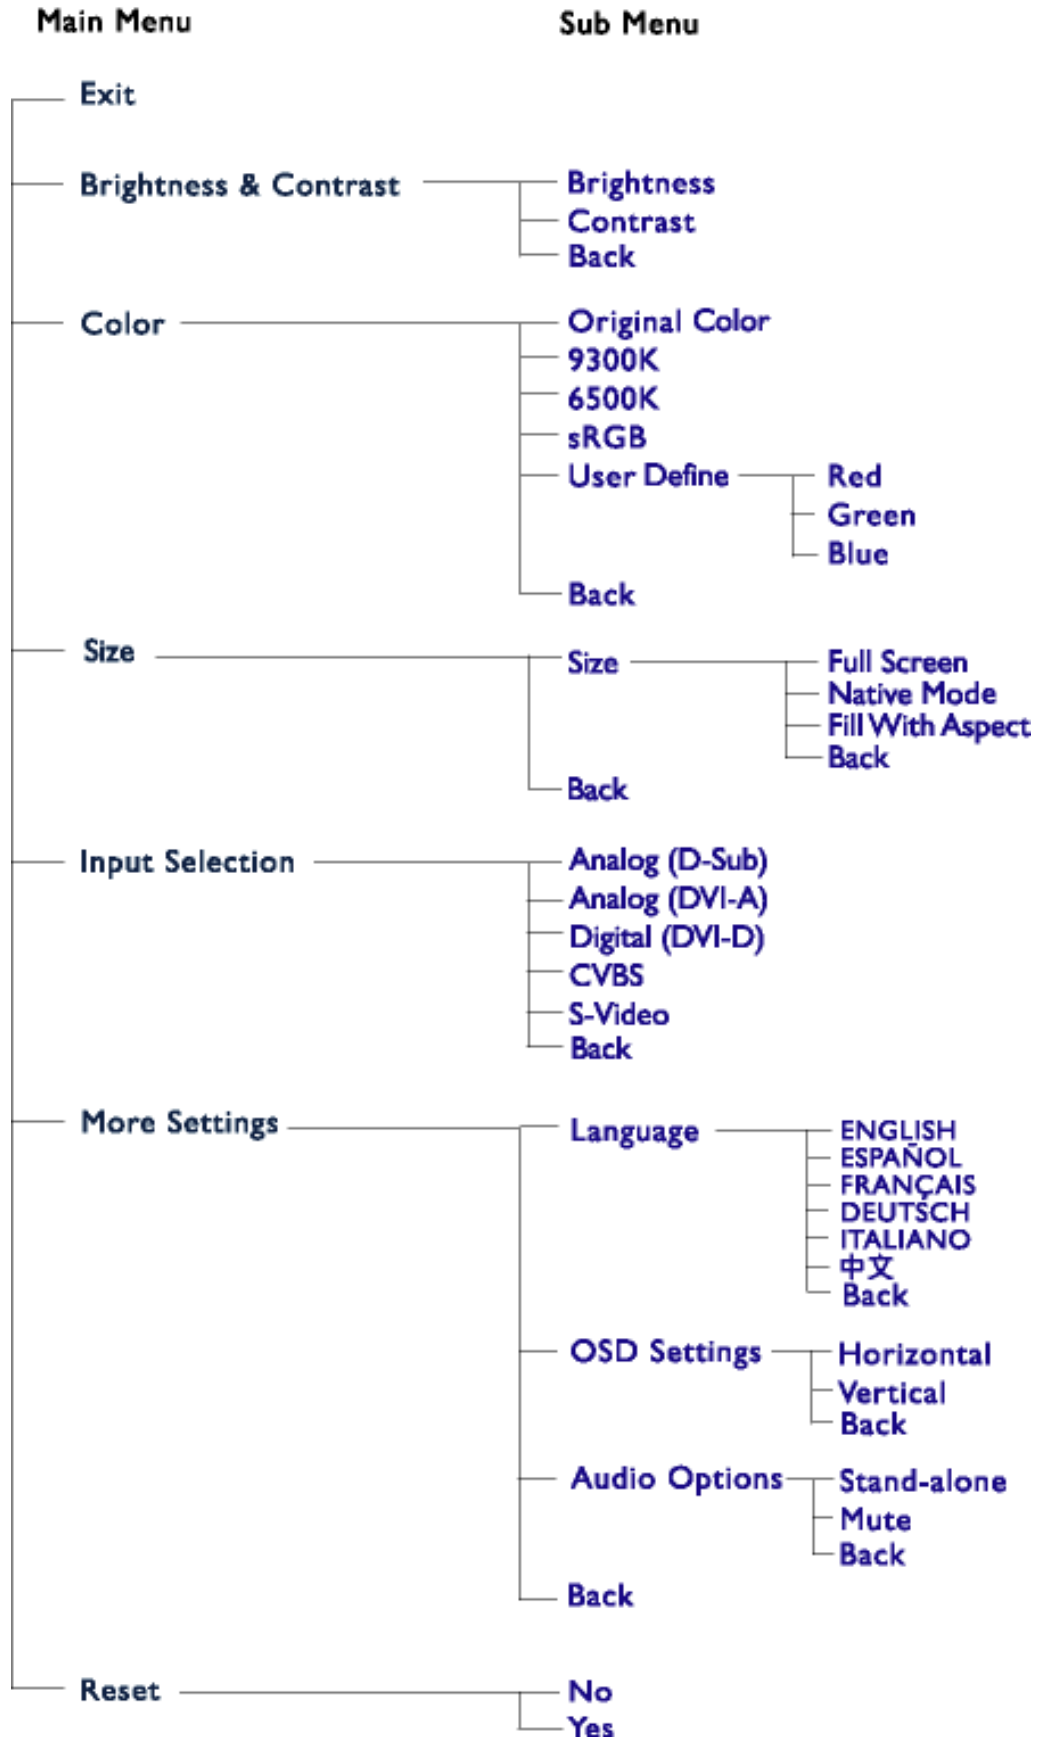 Main Menu
Sub Menu
Exit
Brightness & Contrast
Brightness
Contrast
Back
Color
Original Color
9300K
6500K
sRGB
User Define
Red
Green
Blue
Back
Size
Size
Full Screen
Native Mode
Fill With Aspect
Back
Back
Input Selection
Analog (D-Sub)
Analog (DVI-A)
Digital (DVI-D)
CVBS
S-Video
Back
More Settings
Language
ENGLISH
ESPAÑOL
FRANÇAIS
DEUTSCH
ITALIANO
中文
Back
OSD Settings
Horizontal
Vertical
Back
Audio Options
Stand-alone
Mute
Back
Back
Reset
No
Yes